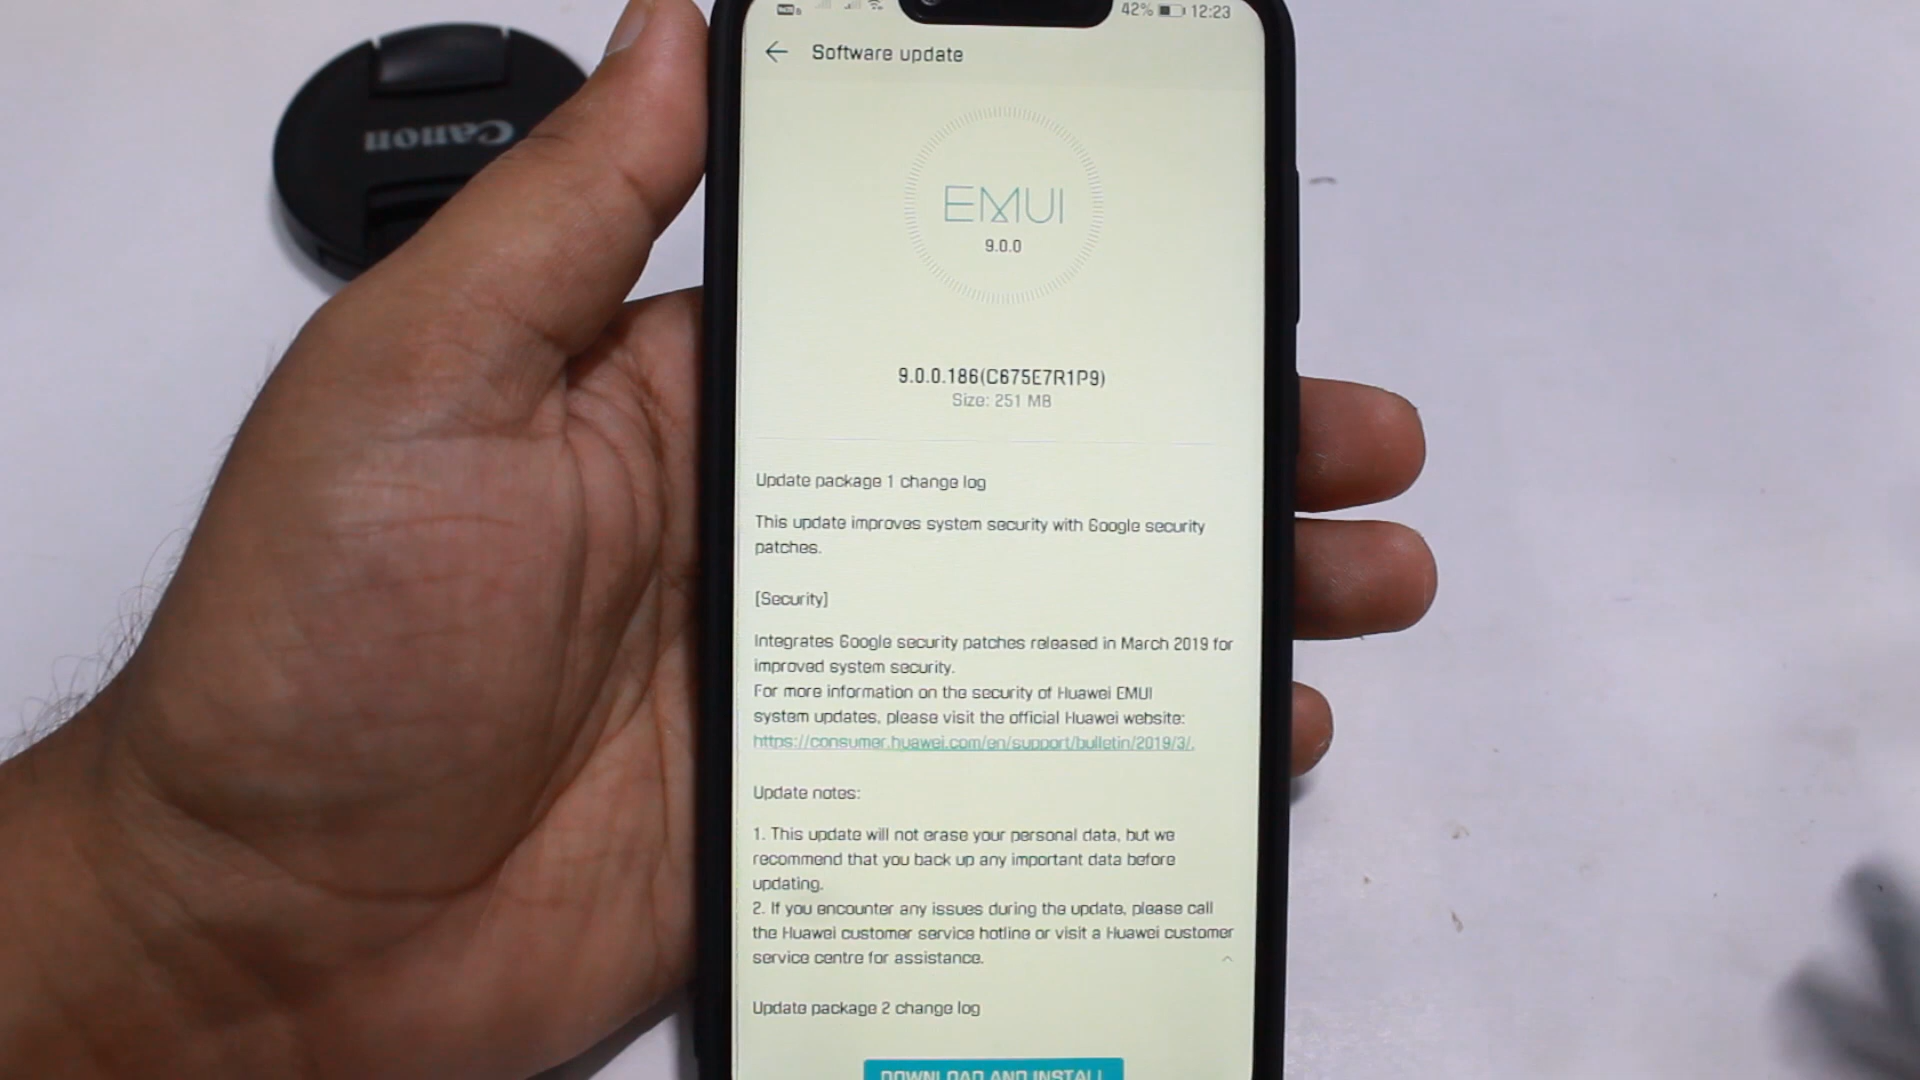 Canon
42% 12:23
Software update
EMUI
9.0.0
9.0.0.186(C675E7R1P9)
Size: 251 MB
Update package 1 change log
This update improves system security with Google security
patches.
[Security]
Integrates Google security patches released in March 2019 for
improved system security.
For more information on the security of Huawei EMUI
system updates, please visit the official Huawei website:
https://consumer.huawei.com/en/support/bulletin/2019/3/.
Update notes:
1. This update will not erase your personal data, but we
recommend that you back up any important data before
updating.
2. If you encounter any issues during the update, please call
the Huawei customer service hotline or visit a Huawei customer
service centre for assistance.
Update package 2 change log
DOWNLOAD AND INSTALL